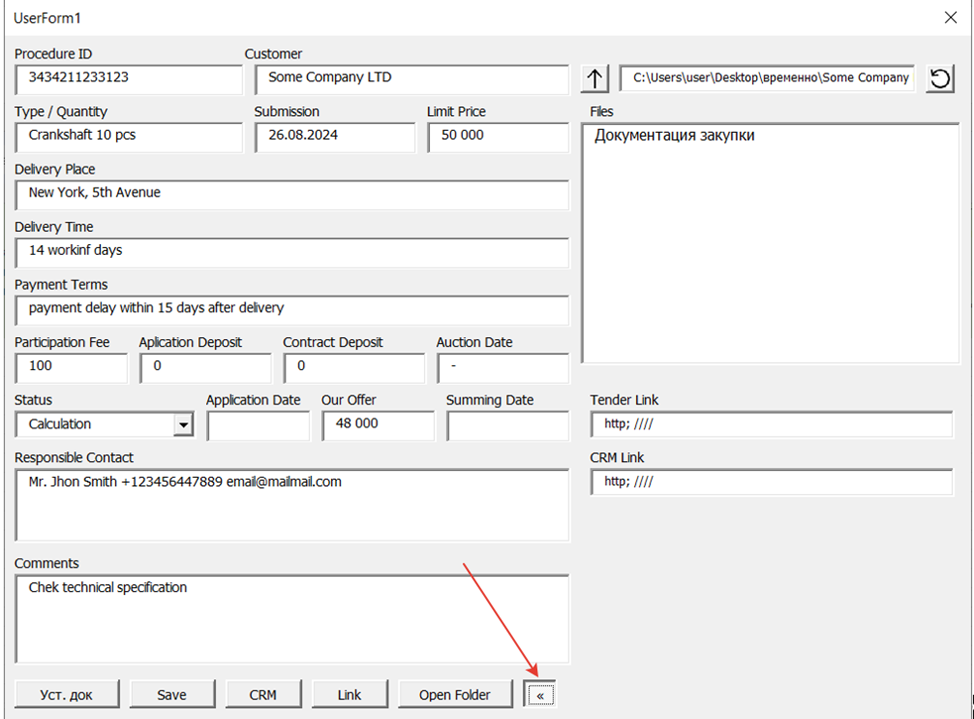 UserForm1
Procedure ID
Customer
3434211233123
Some Company LTD
C:\Users\user\Desktop\временно\Some Company
Type / Quantity
Submission
Limit Price
Files
Crankshaft 10 pcs
26.08.2024
50 000
Документация закупки
Delivery Place
New York, 5th Avenue
Delivery Time
14 workinf days
Payment Terms
payment delay within 15 days after delivery
Participation Fee
Aplication Deposit
Contract Deposit
Auction Date
100
0
0
-
Status
Application Date
Our Offer
Summing Date
Tender Link
Calculation
48 000
http; ////
Responsible Contact
CRM Link
Mr. Jhon Smith +123456447889 email@mailmail.com
http; ////
Comments
Chek technical specification
Уст. док
Save
CRM
Link
Open Folder
«